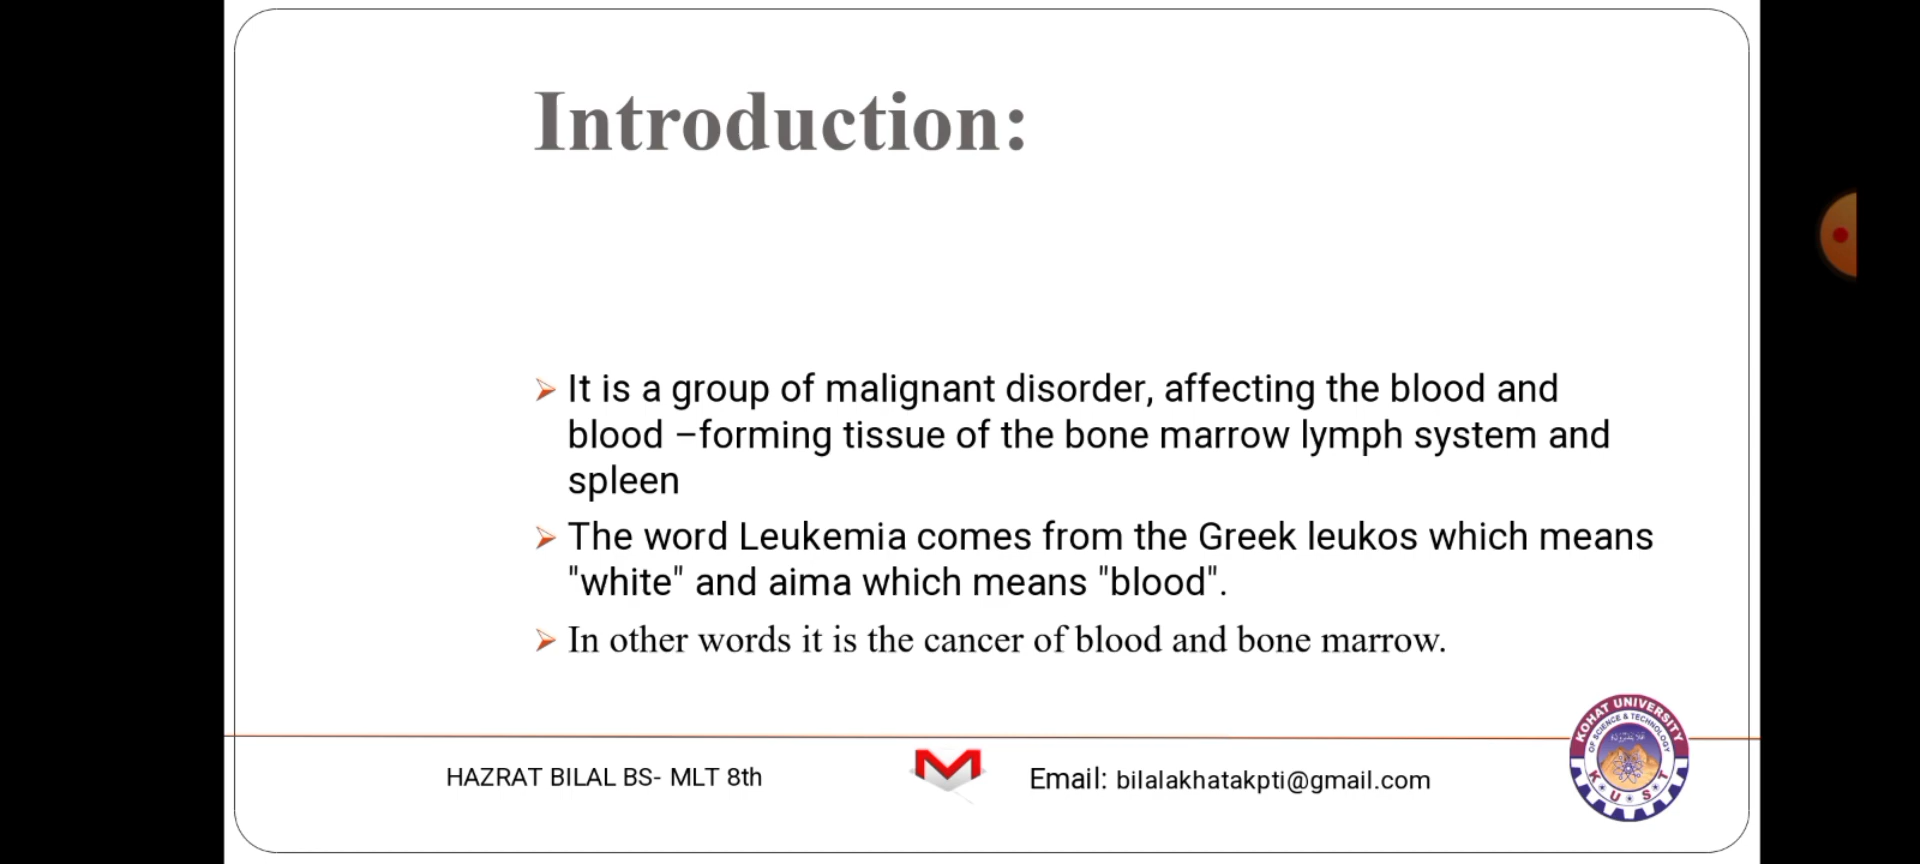 Introduction:
➢ It is a group of malignant disorder, affecting the blood and
blood –forming tissue of the bone marrow lymph system and
spleen
➢ The word Leukemia comes from the Greek leukos which means
"white" and aima which means "blood".
➢ In other words it is the cancer of blood and bone marrow.
HAZRAT BILAL BS- MLT 8th
Email: bilalakhatakpti@gmail.com
KOHAT UNIVERSITY
OF SCIENCE & TECHNOLOGY
K U S T